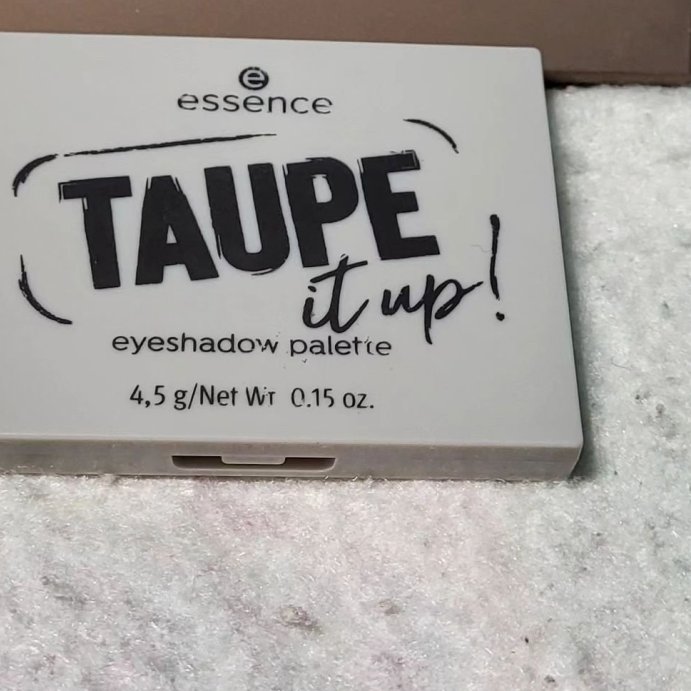 e
essence
TAUPE
it up!
eyeshadow palette
4,5 g/Net Wt 0.15 oz.